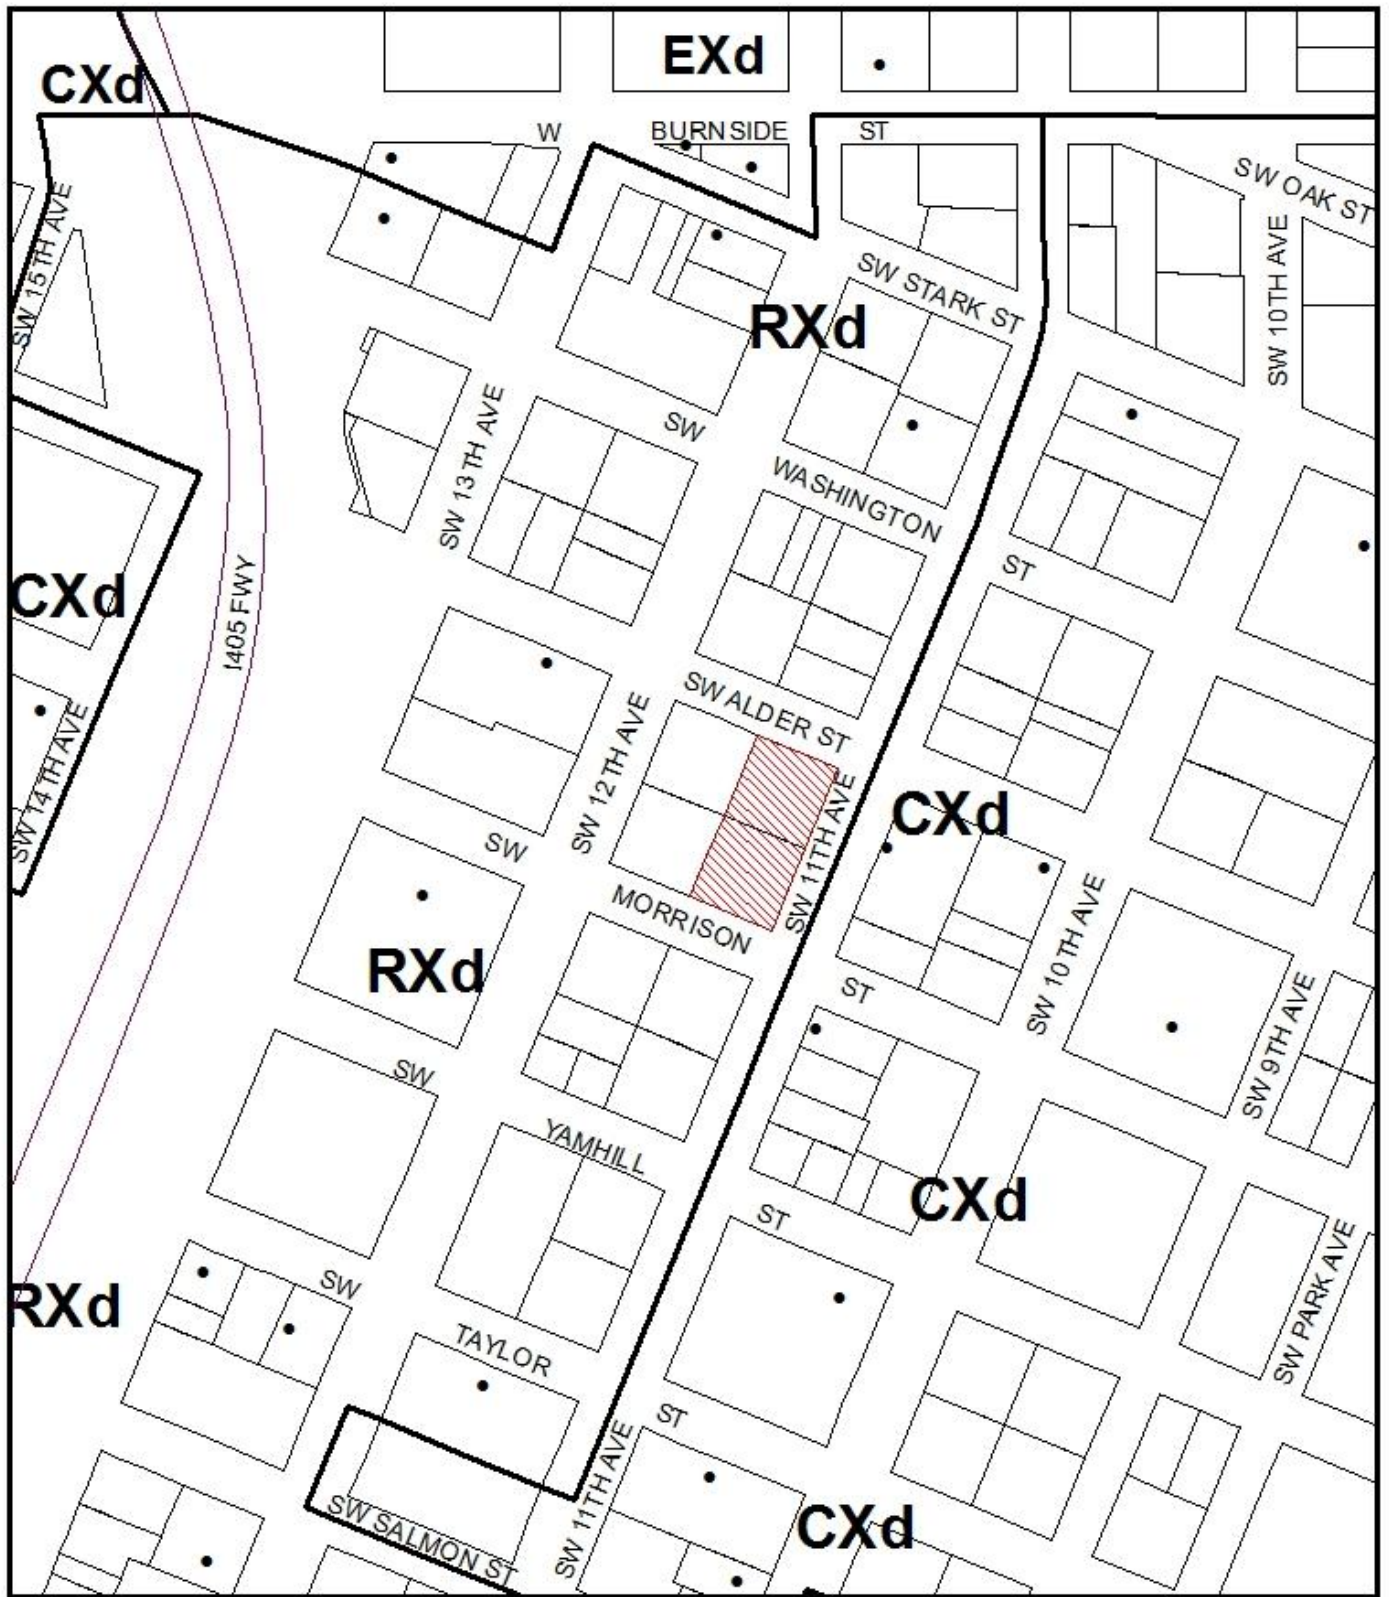 EXd
CXd
W BURNSIDE ST
SW OAK ST
SW 15TH AVE
SW 10TH AVE
SW STARK ST
RXd
SW 13TH AVE
SW WASHINGTON ST
CXd
I405 FWY
SW ALDER ST
SW 14TH AVE
SW 12TH AVE
SW 11TH AVE
CXd
SW MORRISON ST
SW 10TH AVE
RXd
SW 9TH AVE
SW YAMHILL ST
CXd
RXd
SW TAYLOR ST
SW PARK AVE
SW 11TH AVE
SW SALMON ST
CXd